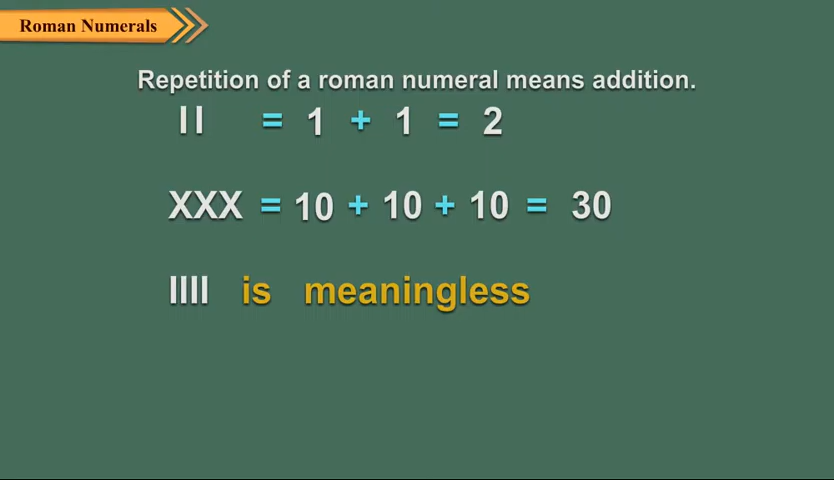 Roman Numerals
Repetition of a roman numeral means addition.
II = 1 + 1 = 2
XXX = 10 + 10 + 10 = 30
IIII is meaningless